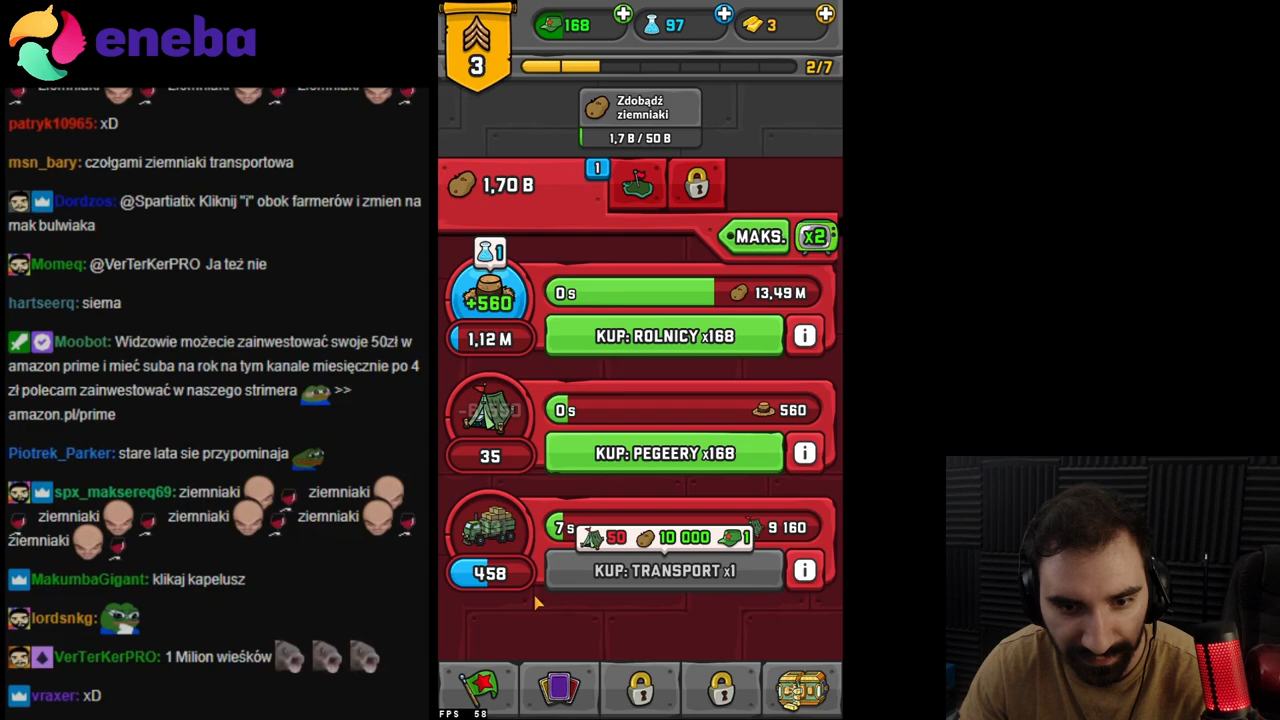 eneba
ziemniaki ziemniaki ziemniaki
patryk10965: xD
msn_bary: czołgami ziemniaki transportowa
Dordzos: @Spartiatix Kliknij "i" obok farmerów i zmien na
mak bulwiaka
Momeq: @VerTerKerPRO Ja też nie
hartseerq: siema
Moobot: Widzowie możecie zainwestować swoje 50zł w
amazon prime i mieć suba na rok na tym kanale miesięcznie po 4
zł polecam zainwestować w naszego strimera >>
amazon.pl/prime
Piotrek_Parker: stare lata sie przypominaja
spx_maksereq69: ziemniaki ziemniaki
ziemniaki ziemniaki ziemniaki
ziemniaki
MakumbaGigant: klikaj kapelusz
lordsnkg:
VerTerKerPRO: 1 Milion wieśków
vraxer: xD
168 97 3
3
2/7
Zdobądź
ziemniaki
1,7 B / 50 B
1,70 B
1
MAKS. x2
1
+560
0s 13,49 M
1,12 M
KUP: ROLNICY x168
i
0s 560
35
KUP: PEGEERY x168
i
7s 9 160
50 10 000 1
458
KUP: TRANSPORT x1
i
FPS 58